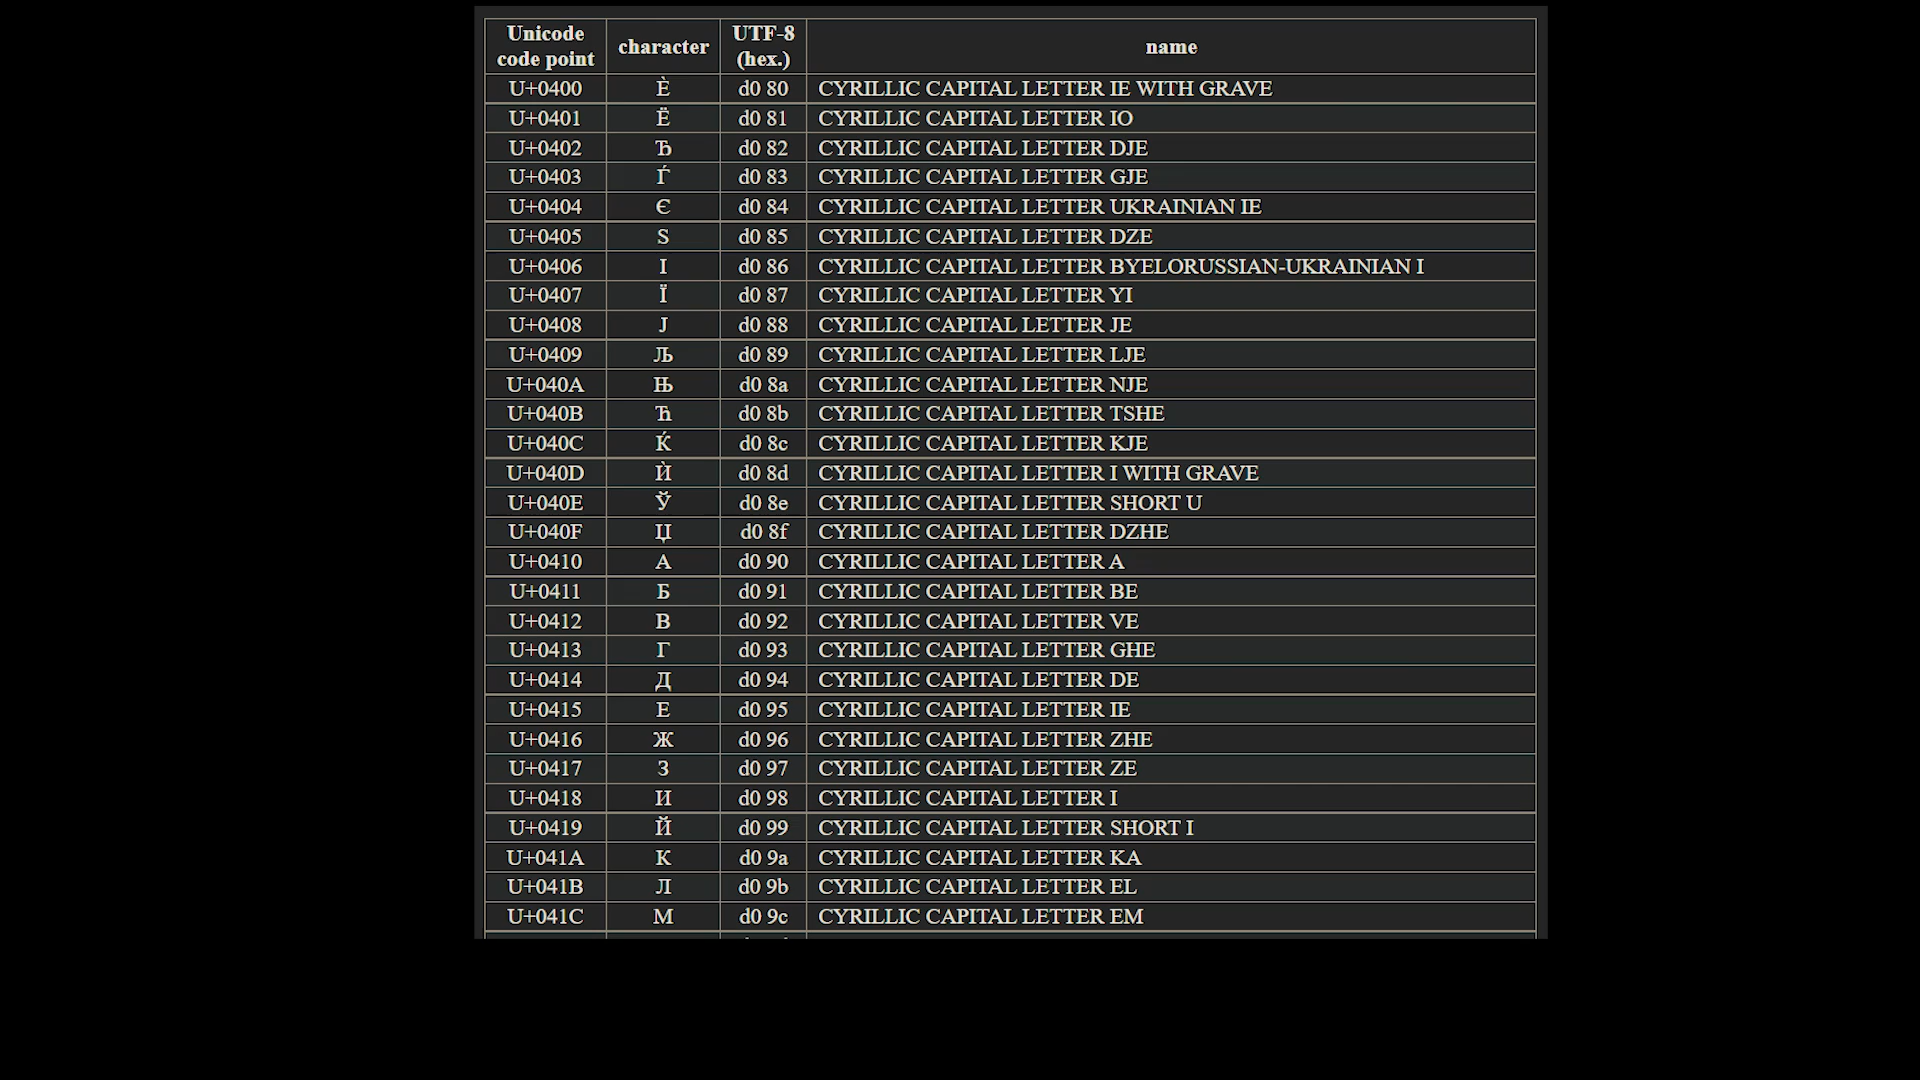 Unicode code point character UTF-8 (hex.) name
U+0400 Ѐ d0 80 CYRILLIC CAPITAL LETTER IE WITH GRAVE
U+0401 Ё d0 81 CYRILLIC CAPITAL LETTER IO
U+0402 Ђ d0 82 CYRILLIC CAPITAL LETTER DJE
U+0403 Ѓ d0 83 CYRILLIC CAPITAL LETTER GJE
U+0404 Є d0 84 CYRILLIC CAPITAL LETTER UKRAINIAN IE
U+0405 Ѕ d0 85 CYRILLIC CAPITAL LETTER DZE
U+0406 І d0 86 CYRILLIC CAPITAL LETTER BYELORUSSIAN-UKRAINIAN I
U+0407 Ї d0 87 CYRILLIC CAPITAL LETTER YI
U+0408 Ј d0 88 CYRILLIC CAPITAL LETTER JE
U+0409 Љ d0 89 CYRILLIC CAPITAL LETTER LJE
U+040A Њ d0 8a CYRILLIC CAPITAL LETTER NJE
U+040B Ћ d0 8b CYRILLIC CAPITAL LETTER TSHE
U+040C Ќ d0 8c CYRILLIC CAPITAL LETTER KJE
U+040D Ѝ d0 8d CYRILLIC CAPITAL LETTER I WITH GRAVE
U+040E Ў d0 8e CYRILLIC CAPITAL LETTER SHORT U
U+040F Џ d0 8f CYRILLIC CAPITAL LETTER DZHE
U+0410 А d0 90 CYRILLIC CAPITAL LETTER A
U+0411 Б d0 91 CYRILLIC CAPITAL LETTER BE
U+0412 В d0 92 CYRILLIC CAPITAL LETTER VE
U+0413 Г d0 93 CYRILLIC CAPITAL LETTER GHE
U+0414 Д d0 94 CYRILLIC CAPITAL LETTER DE
U+0415 Е d0 95 CYRILLIC CAPITAL LETTER IE
U+0416 Ж d0 96 CYRILLIC CAPITAL LETTER ZHE
U+0417 З d0 97 CYRILLIC CAPITAL LETTER ZE
U+0418 И d0 98 CYRILLIC CAPITAL LETTER I
U+0419 Й d0 99 CYRILLIC CAPITAL LETTER SHORT I
U+041A К d0 9a CYRILLIC CAPITAL LETTER KA
U+041B Л d0 9b CYRILLIC CAPITAL LETTER EL
U+041C М d0 9c CYRILLIC CAPITAL LETTER EM